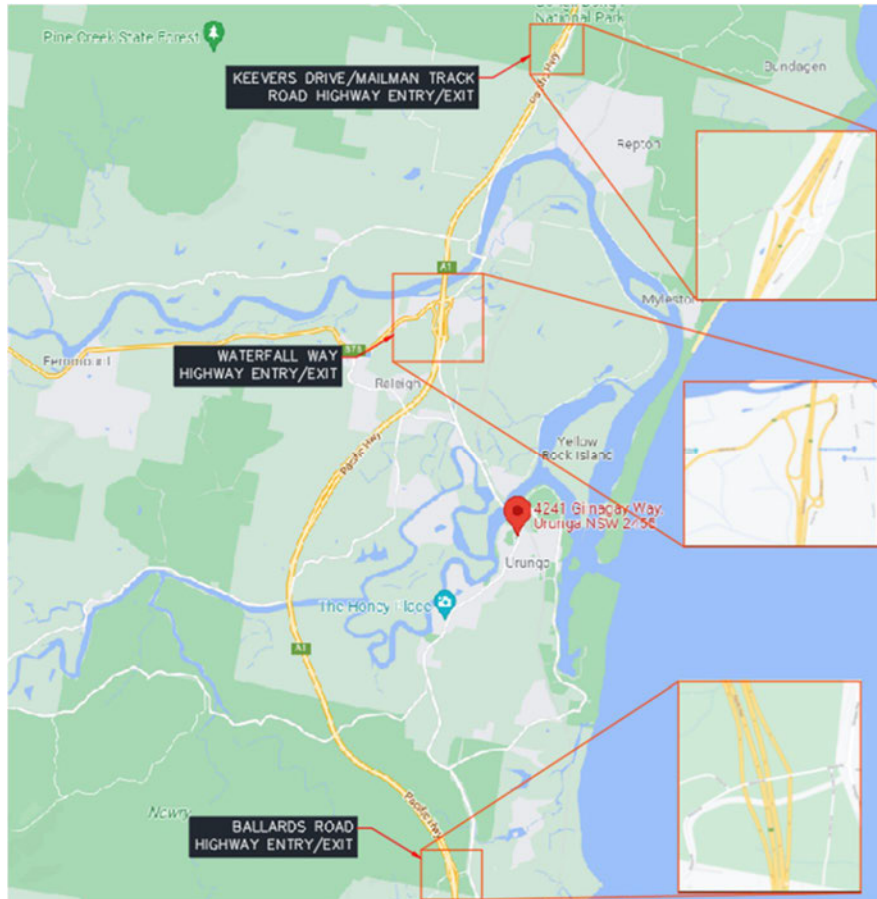 National Park
Pine Creek State Forest
Bundagen
KEEVERS DRIVE/MAILMAN TRACK
ROAD HIGHWAY ENTRY/EXIT
Repton
A1
Mylestom
WATERFALL WAY
HIGHWAY ENTRY/EXIT
Raleigh
Pacific Hwy
Yellow
Rock Island
4241 Giinagay Way,
Urunga NSW 2455
Urunga
The Honey Place
A1
Newry
Pacific Hwy
BALLARDS ROAD
HIGHWAY ENTRY/EXIT